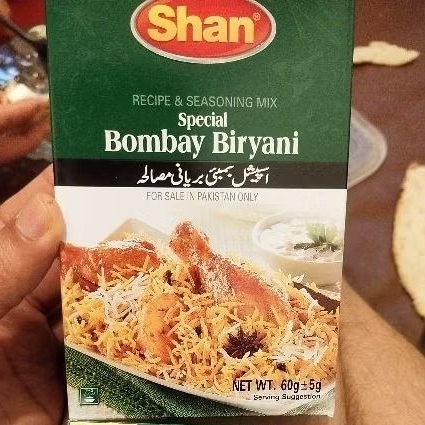 Shan®
RECIPE & SEASONING MIX
Special
Bombay Biryani
اسپیشل بمبئی بریانی مصالحہ
FOR SALE IN PAKISTAN ONLY
NET WT. 60g±5g
Serving Suggestion